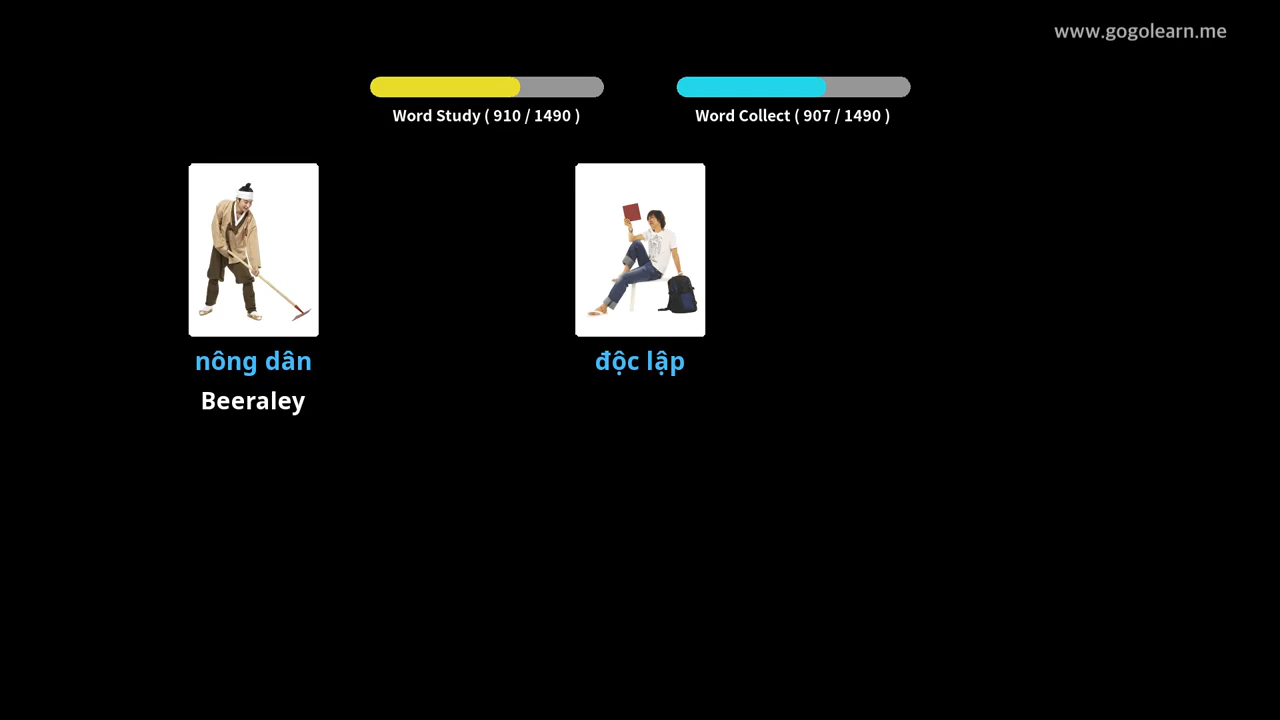 www.gogolearn.me
Word Study ( 910 / 1490 )
Word Collect ( 907 / 1490 )
nông dân
độc lập
Beeraley